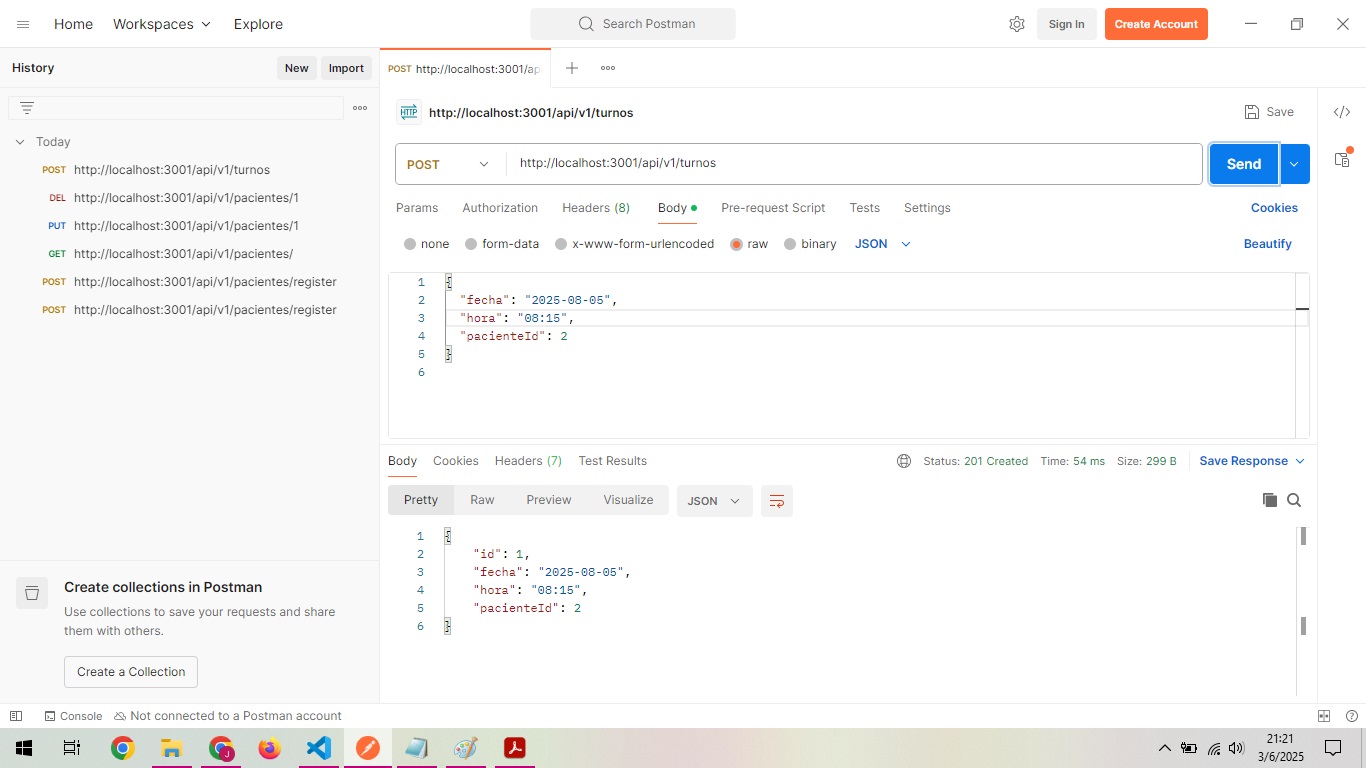 Home Workspaces Explore Search Postman Sign In Create Account
History New Import POST http://localhost:3001/ap
HTTP http://localhost:3001/api/v1/turnos Save
Today
POST http://localhost:3001/api/v1/turnos
DEL http://localhost:3001/api/v1/pacientes/1
PUT http://localhost:3001/api/v1/pacientes/1
GET http://localhost:3001/api/v1/pacientes/
POST http://localhost:3001/api/v1/pacientes/register
POST http://localhost:3001/api/v1/pacientes/register
POST http://localhost:3001/api/v1/turnos Send
Params Authorization Headers (8) Body Pre-request Script Tests Settings Cookies
none form-data x-www-form-urlencoded raw binary JSON Beautify
1 {
2 "fecha": "2025-08-05",
3 "hora": "08:15",
4 "pacienteId": 2
5 }
6
Body Cookies Headers (7) Test Results Status: 201 Created Time: 54 ms Size: 299 B Save Response
Pretty Raw Preview Visualize JSON
1 {
2 "id": 1,
3 "fecha": "2025-08-05",
4 "hora": "08:15",
5 "pacienteId": 2
6 }
Create collections in Postman
Use collections to save your requests and share
them with others.
Create a Collection
Console Not connected to a Postman account
J
21:21
3/6/2025